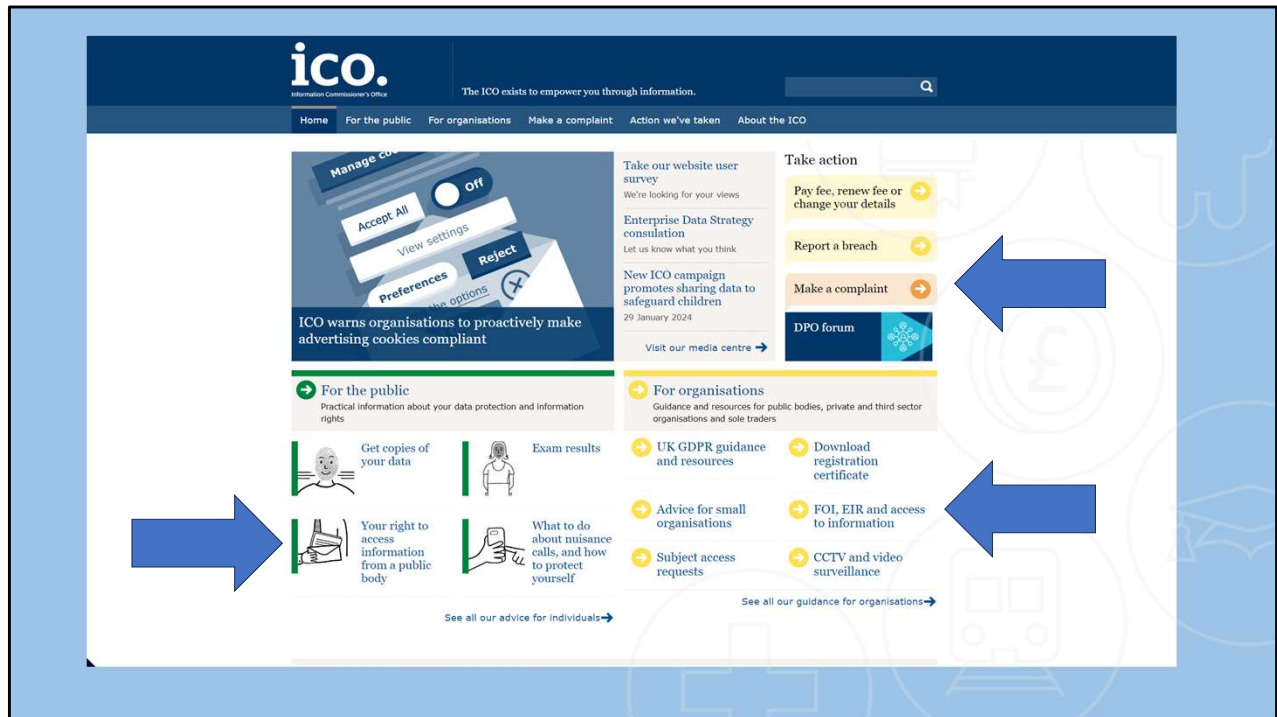 ico.
Information Commissioner's Office
The ICO exists to empower you through information.
Home
For the public
For organisations
Make a complaint
Action we've taken
About the ICO
Manage coo
Off
Accept All
View settings
Reject
Preferences
the options
ICO warns organisations to proactively make
advertising cookies compliant
Take our website user
survey
We're looking for your views
Enterprise Data Strategy
consulation
Let us know what you think
New ICO campaign
promotes sharing data to
safeguard children
29 January 2024
Visit our media centre
Take action
Pay fee, renew fee or
change your details
Report a breach
Make a complaint
DPO forum
For the public
Practical information about your data protection and information
rights
Get copies of
your data
Exam results
Your right to
access
information
from a public
body
What to do
about nuisance
calls, and how
to protect
yourself
See all our advice for individuals
For organisations
Guidance and resources for public bodies, private and third sector
organisations and sole traders
UK GDPR guidance
and resources
Download
registration
certificate
Advice for small
organisations
FOI, EIR and access
to information
Subject access
requests
CCTV and video
surveillance
See all our guidance for organisations